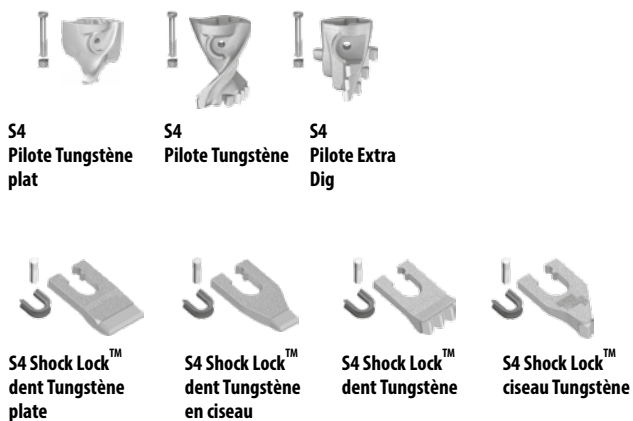 S4
Pilote Tungstène
plat
S4
Pilote Tungstène
S4
Pilote Extra
Dig
S4 Shock Lock™
dent Tungstène
plate
S4 Shock Lock™
dent Tungstène
en ciseau
S4 Shock Lock™
dent Tungstène
S4 Shock Lock™
ciseau Tungstène